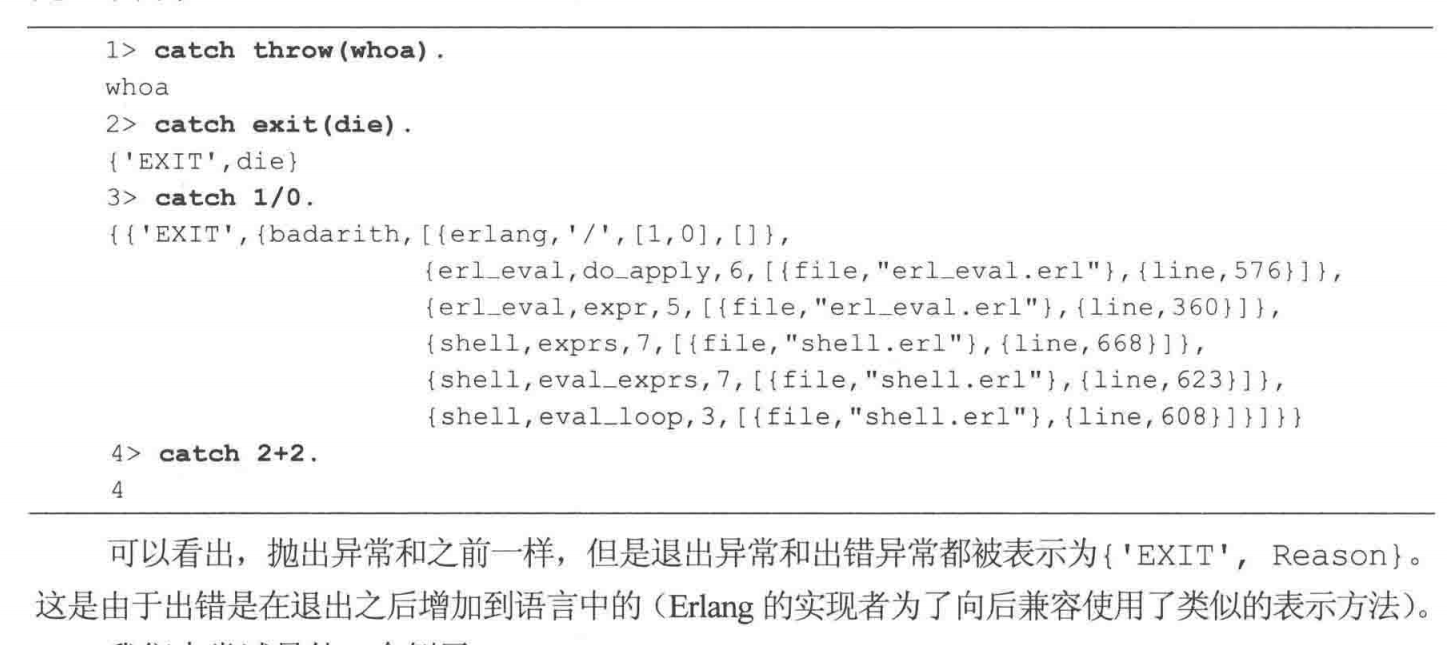 1> catch throw(whoa).
whoa
2> catch exit(die).
{'EXIT',die}
3> catch 1/0.
{{'EXIT',{badarith,[{erlang,'/',[1,0],[]},
{erl_eval,do_apply,6,[{file,"erl_eval.erl"},{line,576}]},
{erl_eval,expr,5,[{file,"erl_eval.erl"},{line,360}]},
{shell,exprs,7,[{file,"shell.erl"},{line,668}]},
{shell,eval_exprs,7,[{file,"shell.erl"},{line,623}]},
{shell,eval_loop,3,[{file,"shell.erl"},{line,608}]}]}}
4> catch 2+2.
4
可以看出，抛出异常和之前一样，但是退出异常和出错异常都被表示为{'EXIT', Reason}。
这是由于出错是在退出之后增加到语言中的（Erlang 的实现者为了向后兼容使用了类似的表示方法）。